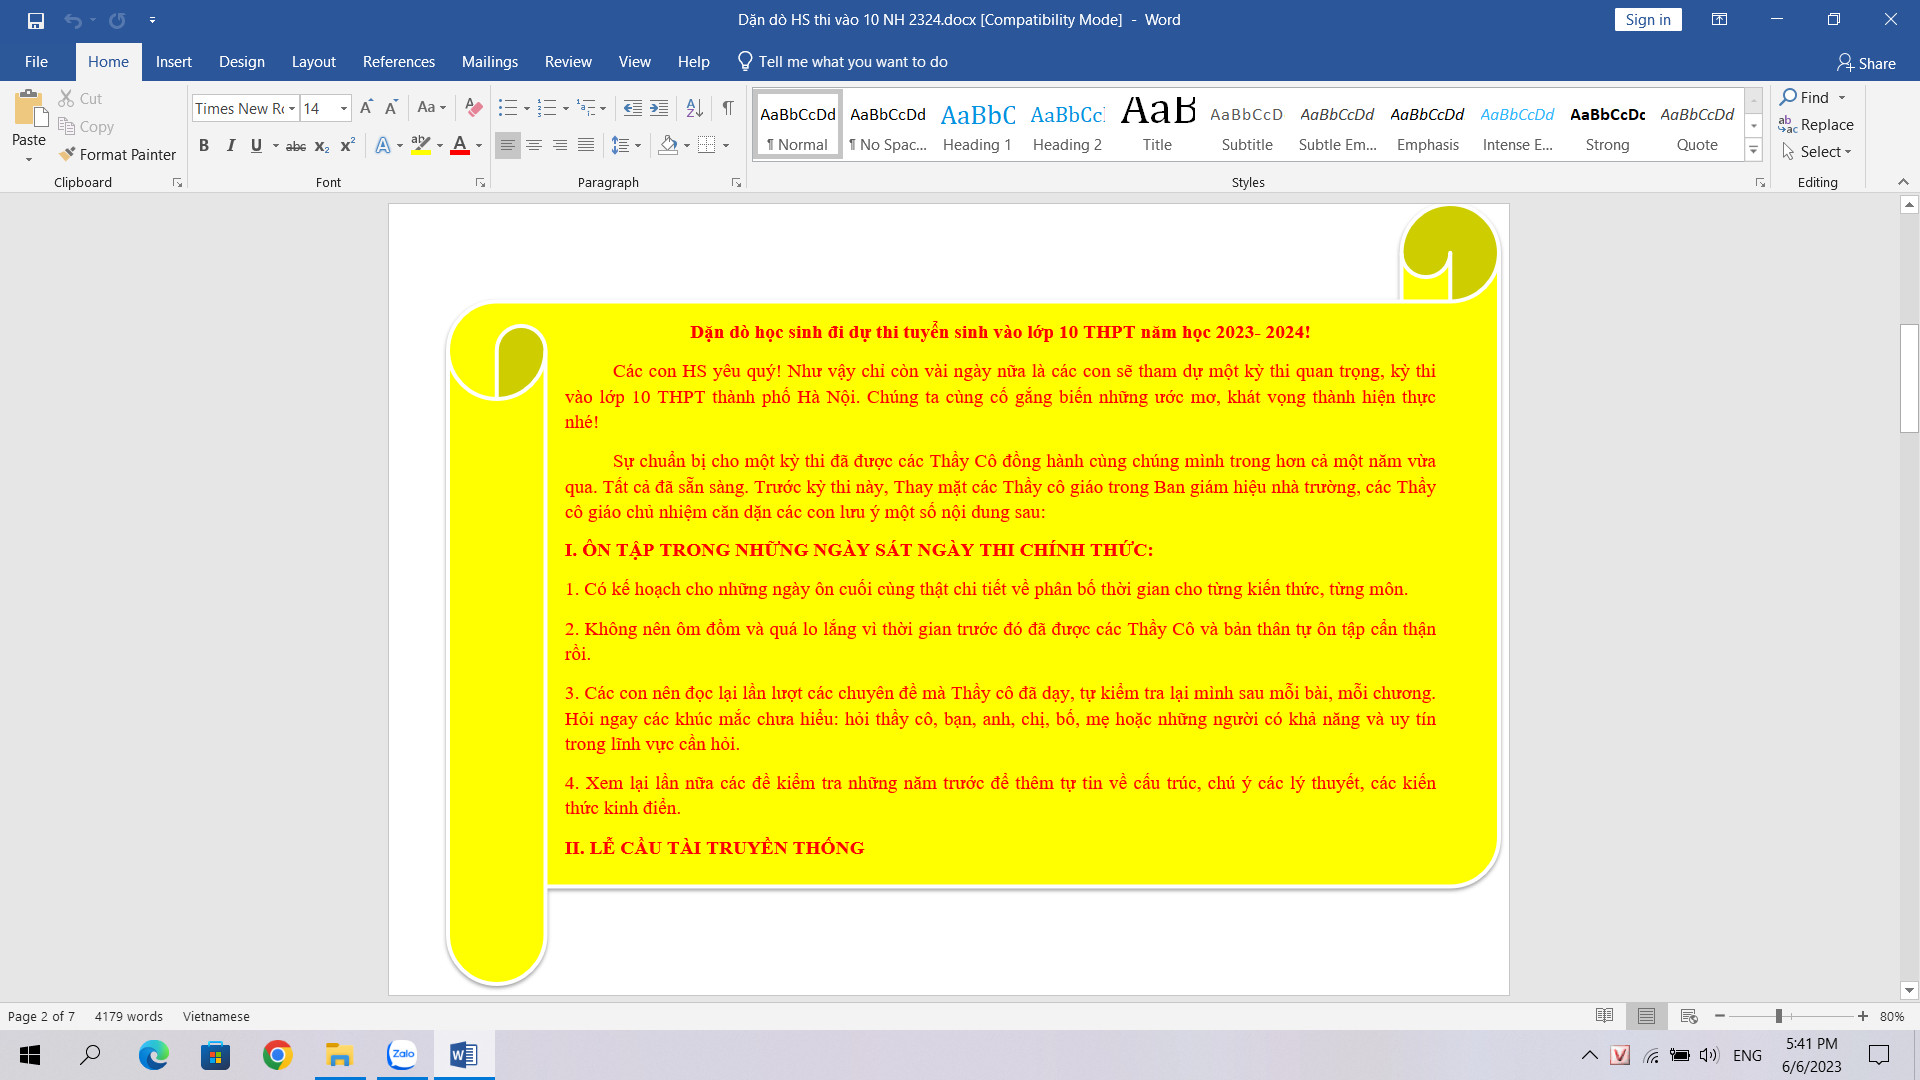 Dặn dò HS thi vào 10 NH 2324.docx [Compatibility Mode] - Word
Sign in
File Home Insert Design Layout References Mailings Review View Help Tell me what you want to do Share
Paste
Cut
Copy
Format Painter
Clipboard
Times New Ro 14
Font
Paragraph
AaBbCcDd AaBbCcDd AaBbC AaBbCc AaB AaBbCcD AaBbCcDd AaBbCcDd AaBbCcDd AaBbCcDc AaBbCcDd
¶ Normal ¶ No Spac... Heading 1 Heading 2 Title Subtitle Subtle Em... Emphasis Intense E... Strong Quote
Styles
Find
Replace
Select
Editing
Dặn dò học sinh đi dự thi tuyển sinh vào lớp 10 THPT năm học 2023- 2024!
Các con HS yêu quý! Như vậy chỉ còn vài ngày nữa là các con sẽ tham dự một kỳ thi quan trọng, kỳ thi
vào lớp 10 THPT thành phố Hà Nội. Chúng ta cùng cố gắng biến những ước mơ, khát vọng thành hiện thực
nhé!
Sự chuẩn bị cho một kỳ thi đã được các Thầy Cô đồng hành cùng chúng mình trong hơn cả một năm vừa
qua. Tất cả đã sẵn sàng. Trước kỳ thi này, Thay mặt các Thầy cô giáo trong Ban giám hiệu nhà trường, các Thầy
cô giáo chủ nhiệm căn dặn các con lưu ý một số nội dung sau:
I. ÔN TẬP TRONG NHỮNG NGÀY SÁT NGÀY THI CHÍNH THỨC:
1. Có kế hoạch cho những ngày ôn cuối cùng thật chi tiết về phân bố thời gian cho từng kiến thức, từng môn.
2. Không nên ôm đồm và quá lo lắng vì thời gian trước đó đã được các Thầy Cô và bản thân tự ôn tập cẩn thận
rồi.
3. Các con nên đọc lại lần lượt các chuyên đề mà Thầy cô đã dạy, tự kiểm tra lại mình sau mỗi bài, mỗi chương.
Hỏi ngay các khúc mắc chưa hiểu: hỏi thầy cô, bạn, anh, chị, bố, mẹ hoặc những người có khả năng và uy tín
trong lĩnh vực cần hỏi.
4. Xem lại lần nữa các đề kiểm tra những năm trước để thêm tự tin về cấu trúc, chú ý các lý thuyết, các kiến
thức kinh điển.
II. LỄ CẦU TÀI TRUYỀN THỐNG
Page 2 of 7 4179 words Vietnamese 80%
Zalo
ENG
5:41 PM
6/6/2023